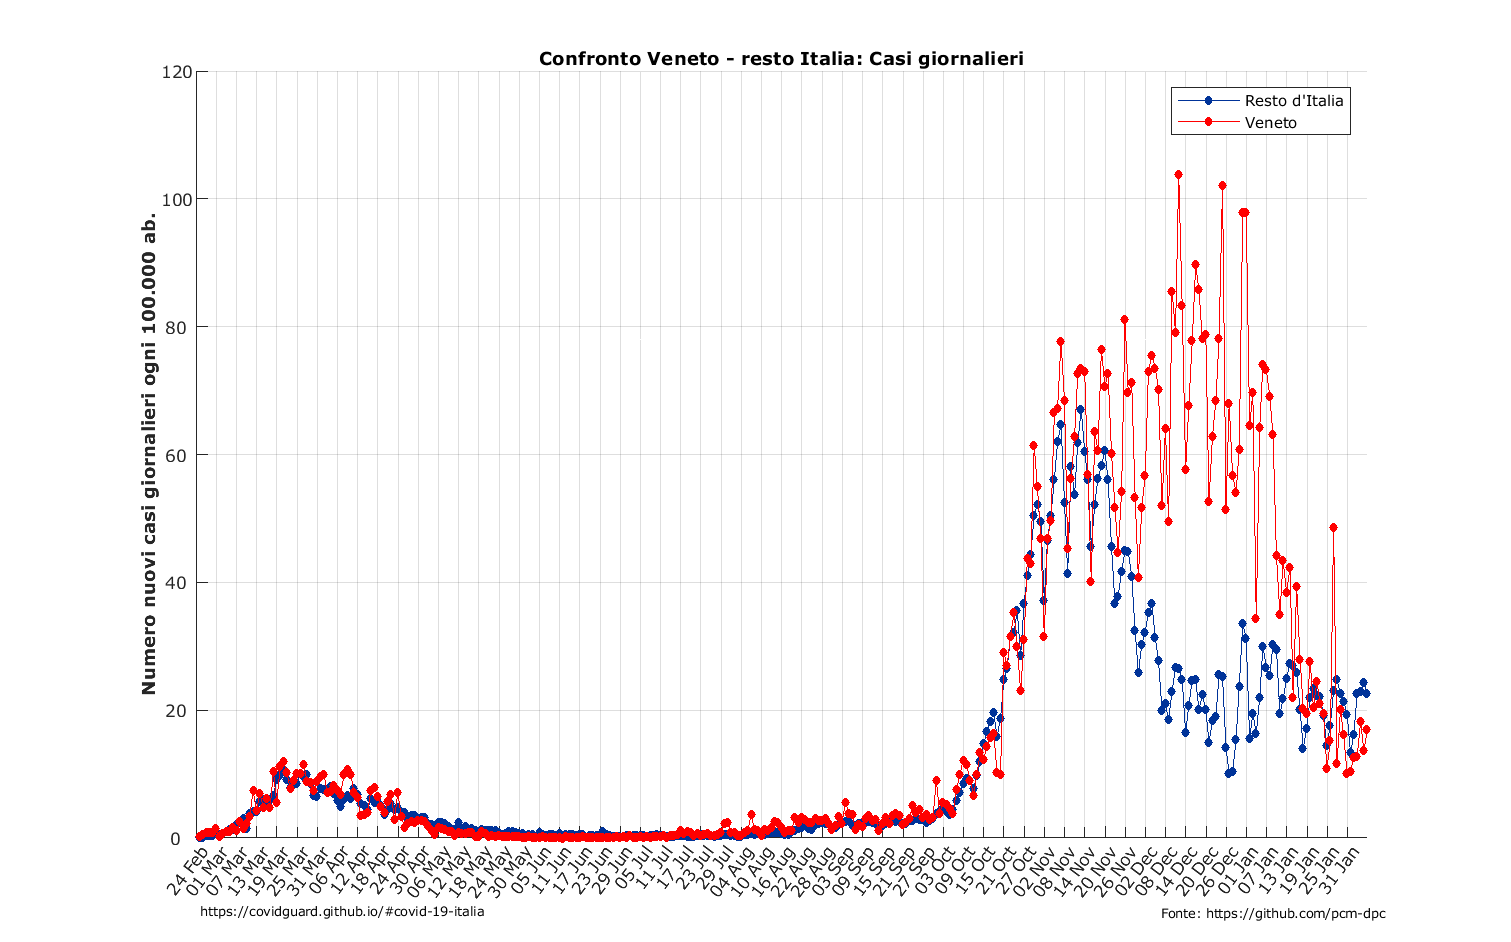 Confronto Veneto - resto Italia: Casi giornalieri
120
100
80
60
40
20
0
Numero nuovi casi giornalieri ogni 100.000 ab.
Resto d'Italia
Veneto
24 Feb
01 Mar
07 Mar
13 Mar
19 Mar
25 Mar
31 Mar
06 Apr
12 Apr
18 Apr
24 Apr
30 Apr
06 May
12 May
18 May
24 May
30 May
05 Jun
11 Jun
17 Jun
23 Jun
29 Jun
05 Jul
11 Jul
17 Jul
23 Jul
29 Jul
04 Aug
10 Aug
16 Aug
22 Aug
28 Aug
03 Sep
09 Sep
15 Sep
21 Sep
27 Sep
03 Oct
09 Oct
15 Oct
21 Oct
27 Oct
02 Nov
08 Nov
14 Nov
20 Nov
26 Nov
02 Dec
08 Dec
14 Dec
20 Dec
26 Dec
01 Jan
07 Jan
13 Jan
19 Jan
25 Jan
31 Jan
https://covidguard.github.io/#covid-19-italia
Fonte: https://github.com/pcm-dpc